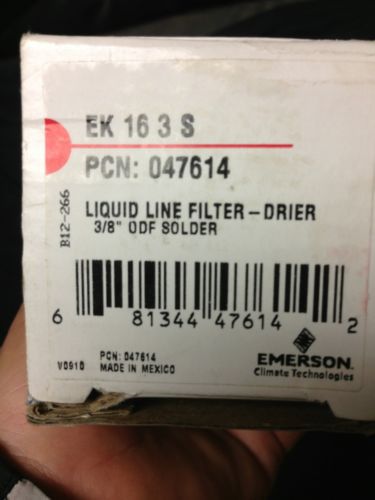 EK 16 3 S
PCN: 047614
B12-266
LIQUID LINE FILTER-DRIER
3/8" ODF SOLDER
6 81344 47614 2
V0910
PCN: 047614
MADE IN MEXICO
EMERSON.
Climate Technologies